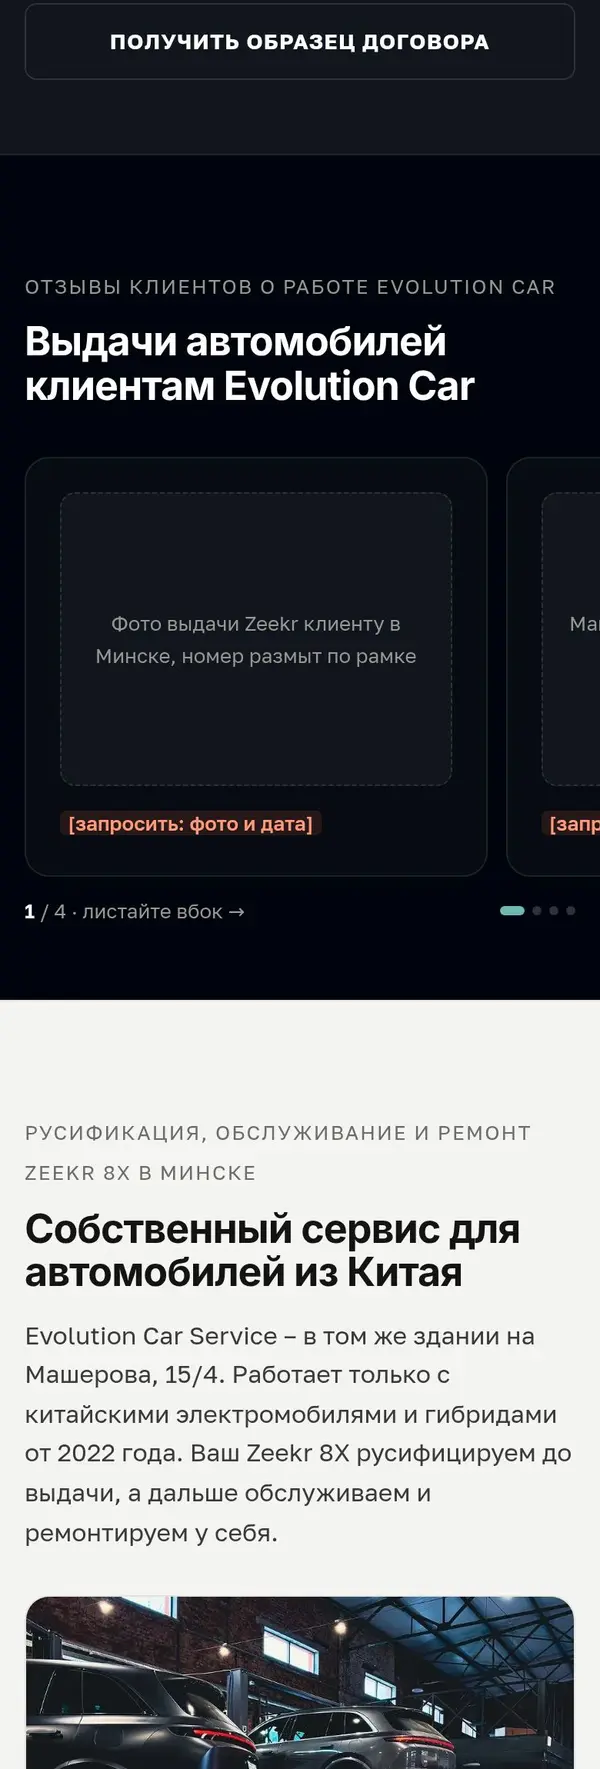 ПОЛУЧИТЬ ОБРАЗЕЦ ДОГОВОРА
ОТЗЫВЫ КЛИЕНТОВ О РАБОТЕ EVOLUTION CAR
Выдачи автомобилей
клиентам Evolution Car
Фото выдачи Zeekr клиенту в
Минске, номер размыт по рамке
[запросить: фото и дата]
1 / 4 · листайте вбок →
РУСИФИКАЦИЯ, ОБСЛУЖИВАНИЕ И РЕМОНТ
ZEEKR 8X В МИНСКЕ
Собственный сервис для
автомобилей из Китая
Evolution Car Service – в том же здании на
Машерова, 15/4. Работает только с
китайскими электромобилями и гибридами
от 2022 года. Ваш Zeekr 8X русифицируем до
выдачи, а дальше обслуживаем и
ремонтируем у себя.